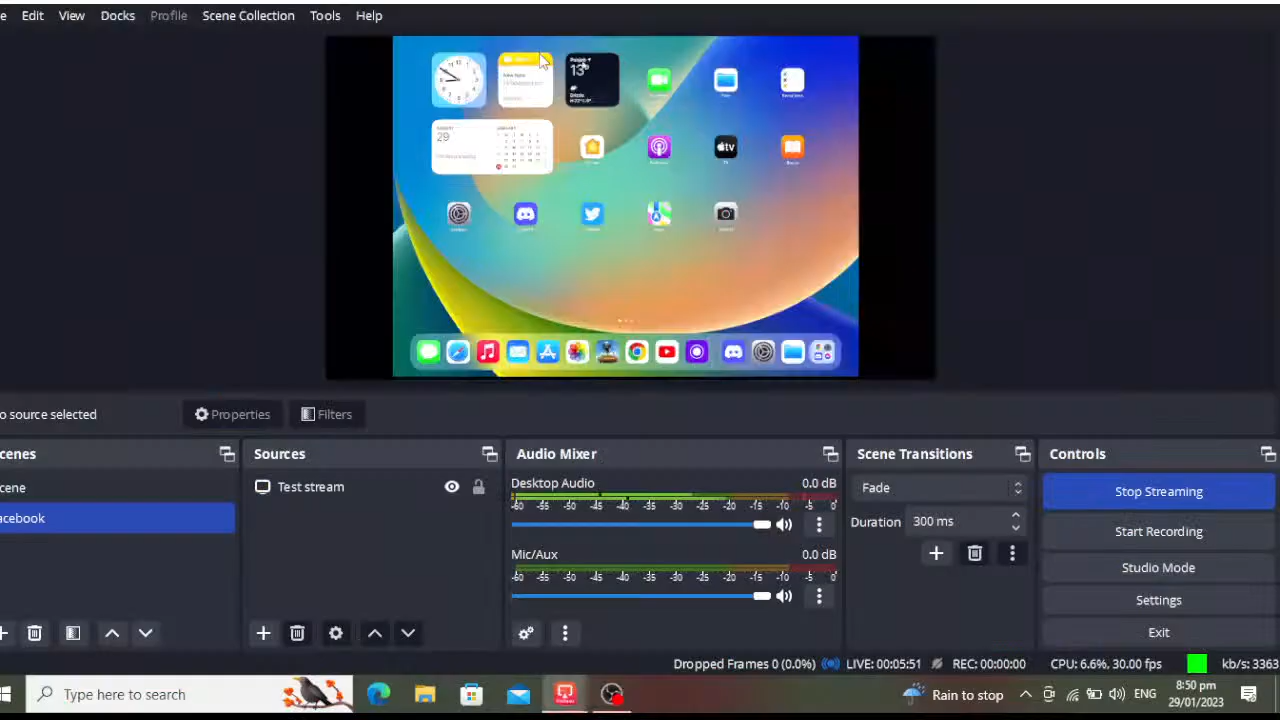 e Edit View Docks Profile Scene Collection Tools Help
New Note
13°
29
tv
o source selected
Properties
Filters
cenes
cene
acebook
Sources
Test stream
Audio Mixer
Desktop Audio 0.0 dB
-60 -55 -50 -45 -40 -35 -30 -25 -20 -15 -10 -5 0
Mic/Aux 0.0 dB
-60 -55 -50 -45 -40 -35 -30 -25 -20 -15 -10 -5 0
Scene Transitions
Fade
Duration 300 ms
Controls
Stop Streaming
Start Recording
Studio Mode
Settings
Exit
Dropped Frames 0 (0.0%) LIVE: 00:05:51 REC: 00:00:00 CPU: 6.6%, 30.00 fps kb/s: 3363
Type here to search
Rain to stop
ENG
8:50 pm
29/01/2023